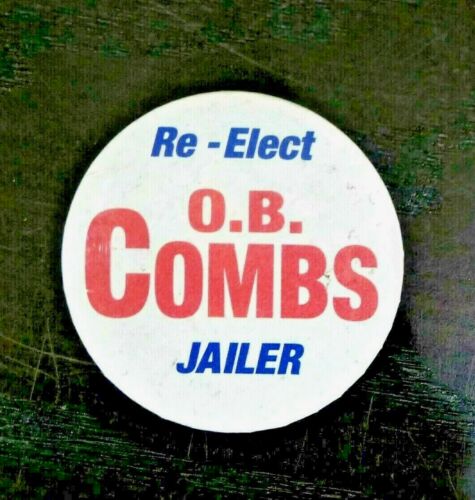 Re - Elect
O.B.
COMBS
JAILER